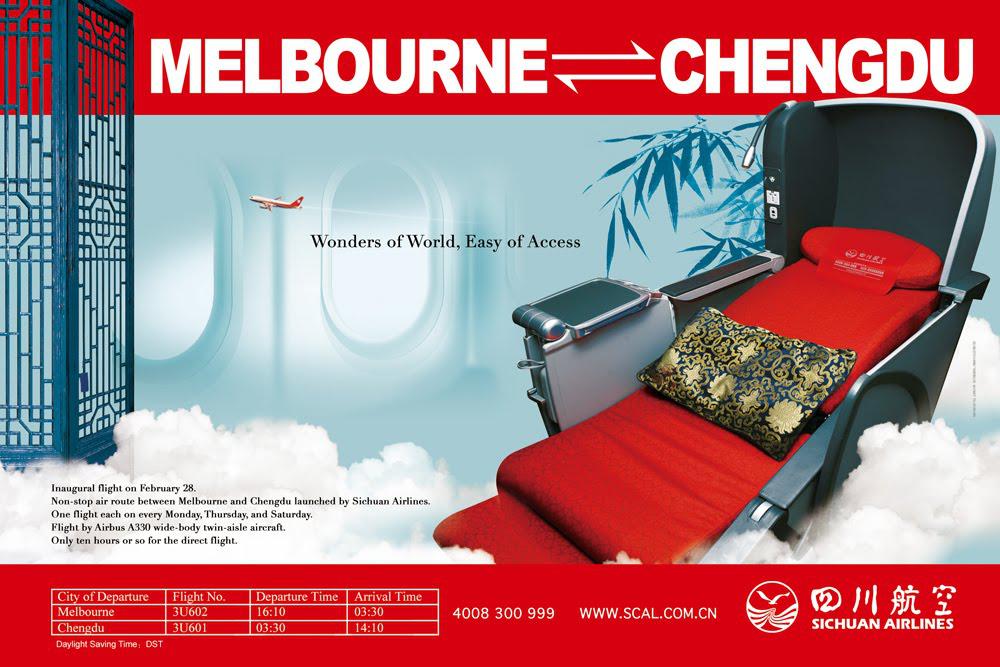 MELBOURNE ⇌ CHENGDU
Wonders of World, Easy of Access
四川航空
Inaugural flight on February 28.
Non-stop air route between Melbourne and Chengdu launched by Sichuan Airlines.
One flight each on every Monday, Thursday, and Saturday.
Flight by Airbus A330 wide-body twin-aisle aircraft.
Only ten hours or so for the direct flight.
City of Departure Flight No. Departure Time Arrival Time
Melbourne 3U602 16:10 03:30
Chengdu 3U601 03:30 14:10
Daylight Saving Time: DST
4008 300 999 WWW.SCAL.COM.CN
四川航空
SICHUAN AIRLINES